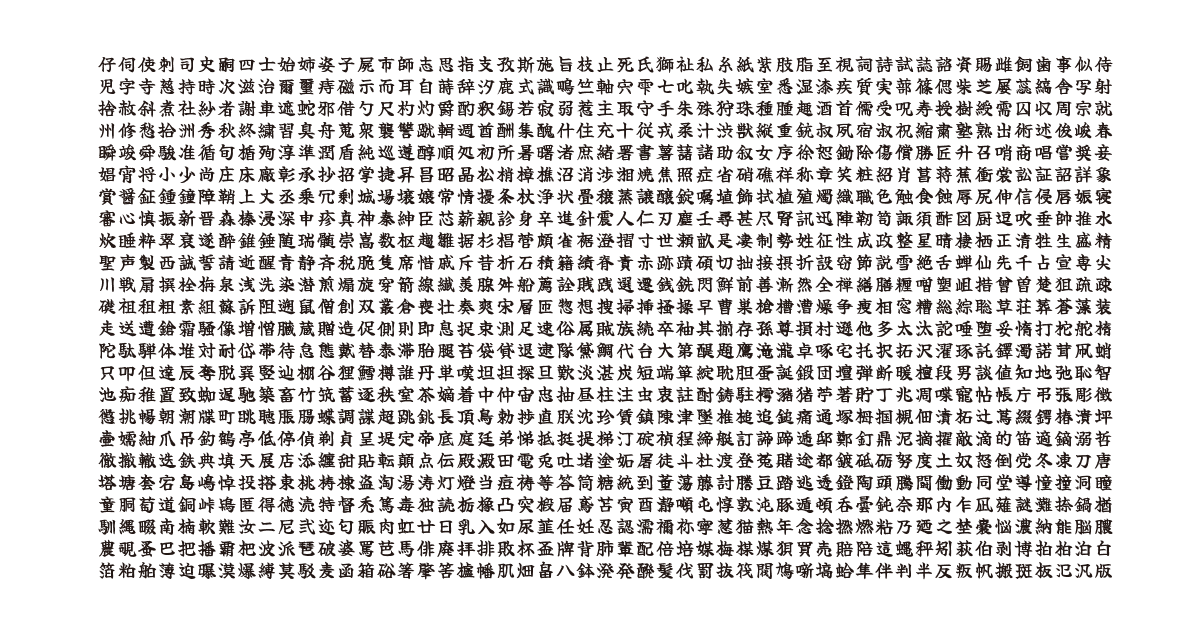 仔伺使刺司史嗣四士始姉姿子屍市師志思指支孜斯施旨枝止死氏獅祉私糸紙紫肢脂至視詞詩試誌諮資賜雌飼歯事似侍
児字寺慈持時次滋治爾璽痔磁示而耳自蒔辞汐鹿式識鴫竺軸宍雫七叱執失嫉室悉湿漆疾質実蔀篠偲柴芝屡蕊縞舎写射
捨赦斜煮社紗者謝車遮蛇邪借勺尺杓灼爵酌釈錫若寂弱惹主取守手朱殊狩珠種腫趣酒首儒受呪寿授樹綬需囚収周宗就
州修愁拾洲秀秋終繍習臭舟蒐衆襲讐蹴輯週酋酬集醜什住充十従戎柔汁渋獣縦重銃叔夙宿淑祝縮粛塾熟出術述俊峻春
瞬竣舜駿准循旬楯殉淳準潤盾純巡遵醇順処初所暑曙渚庶緒署書薯藷諸助叙女序徐恕鋤除傷償勝匠升召哨商唱嘗奨妾
娼宵将小少尚庄床廠彰承抄招掌捷昇昌昭晶松梢樟樵沼消渉湘焼焦照症省硝礁祥称章笑粧紹肖菖蒋蕉衝裳訟証詔詳象
賞醤鉦鍾鐘障鞘上丈丞乗冗剰城場壌嬢常情擾条杖浄状畳穣蒸譲醸錠嘱埴飾拭植殖燭織職色触食蝕辱尻伸信侵唇娠寝
審心慎振新晋森榛浸深申疹真神秦紳臣芯薪親診身辛進針震人仁刃塵壬尋甚尽腎訊迅陣靭笥諏須酢図厨逗吹垂帥推水
炊睡粋翠衰遂酔錐錘随瑞髄崇嵩数枢趨雛据杉椙菅頗雀裾澄摺寸世瀬畝是凄制勢姓征性成政整星晴棲栖正清牲生盛精
聖声製西誠誓請逝醒青静斉税脆隻席惜戚斥昔析石積籍績脊責赤跡蹟碩切拙接摂折設窃節説雪絶舌蝉仙先千占宣専尖
川戦扇撰栓栴泉浅洗染潜煎煽旋穿箭線繊羨腺舛船薦詮賎践選遷銭銑閃鮮前善漸然全禅繕膳糎噌塑岨措曾曽楚狙疏疎
礎祖租粗素組蘇訴阻遡鼠僧創双叢倉喪壮奏爽宋層匝惣想捜掃挿掻操早曹巣槍槽漕燥争痩相窓糟総綜聡草荘葬蒼藻装
走送遭鎗霜騒像増憎臓蔵贈造促側則即息捉束測足速俗属賊族続卒袖其揃存孫尊損村遜他多太汰詑唾堕妥惰打柁舵楕
陀駄騨体堆対耐岱帯待怠態戴替泰滞胎腿苔袋貸退逮隊黛鯛代台大第醍題鷹滝瀧卓啄宅托択拓沢濯琢託鐸濁諾茸凧蛸
只叩但達辰奪脱巽竪辿棚谷狸鱈樽誰丹単嘆坦担探旦歎淡湛炭短端箪綻耽胆蛋誕鍛団壇弾断暖檀段男談値知地弛恥智
池痴稚置致蜘遅馳築畜竹筑蓄逐秩窒茶嫡着中仲宙忠抽昼柱注虫衷註酎鋳駐樗瀦猪苧著貯丁兆凋喋寵帖帳庁弔張彫徴
懲挑暢朝潮牒町眺聴脹腸蝶調諜超跳銚長頂鳥勅捗直朕沈珍賃鎮陳津墜椎槌追鎚痛通塚栂掴槻佃漬柘辻蔦綴鍔椿潰坪
壷嬬紬爪吊釣鶴亭低停偵剃貞呈堤定帝底庭廷弟悌抵挺提梯汀碇禎程締艇訂諦蹄逓邸鄭釘鼎泥摘擢敵滴的笛適鏑溺哲
徹撤轍迭鉄典填天展店添纏甜貼転顛点伝殿澱田電兎吐堵塗妬屠徒斗杜渡登菟賭途都鍍砥砺努度土奴怒倒党冬凍刀唐
塔塘套宕島嶋悼投搭東桃梼棟盗淘湯涛灯燈当痘祷等答筒糖統到董蕩藤討謄豆踏逃透鐙陶頭騰闘働動同堂導憧撞洞瞳
童胴萄道銅峠鴇匿得徳涜特督禿篤毒独読栃橡凸突椴届鳶苫寅酉瀞噸屯惇敦沌豚遁頓呑曇鈍奈那内乍凪薙謎灘捺鍋楢
馴縄畷南楠軟難汝二尼弐迩匂賑肉虹廿日乳入如尿韮任妊忍認濡禰祢寧葱猫熱年念捻撚燃粘乃廼之埜嚢悩濃納能脳膿
農覗蚤巴把播覇杷波派琶破婆罵芭馬俳廃拝排敗杯盃牌背肺輩配倍培媒梅楳煤狽買売賠陪這蝿秤矧萩伯剥博拍柏泊白
箔粕舶薄迫曝漠爆縛莫駁麦函箱硲箸肇筈櫨幡肌畑畠八鉢溌発醗髪伐罰抜筏閥鳩噺塙蛤隼伴判半反叛帆搬斑板氾汎版